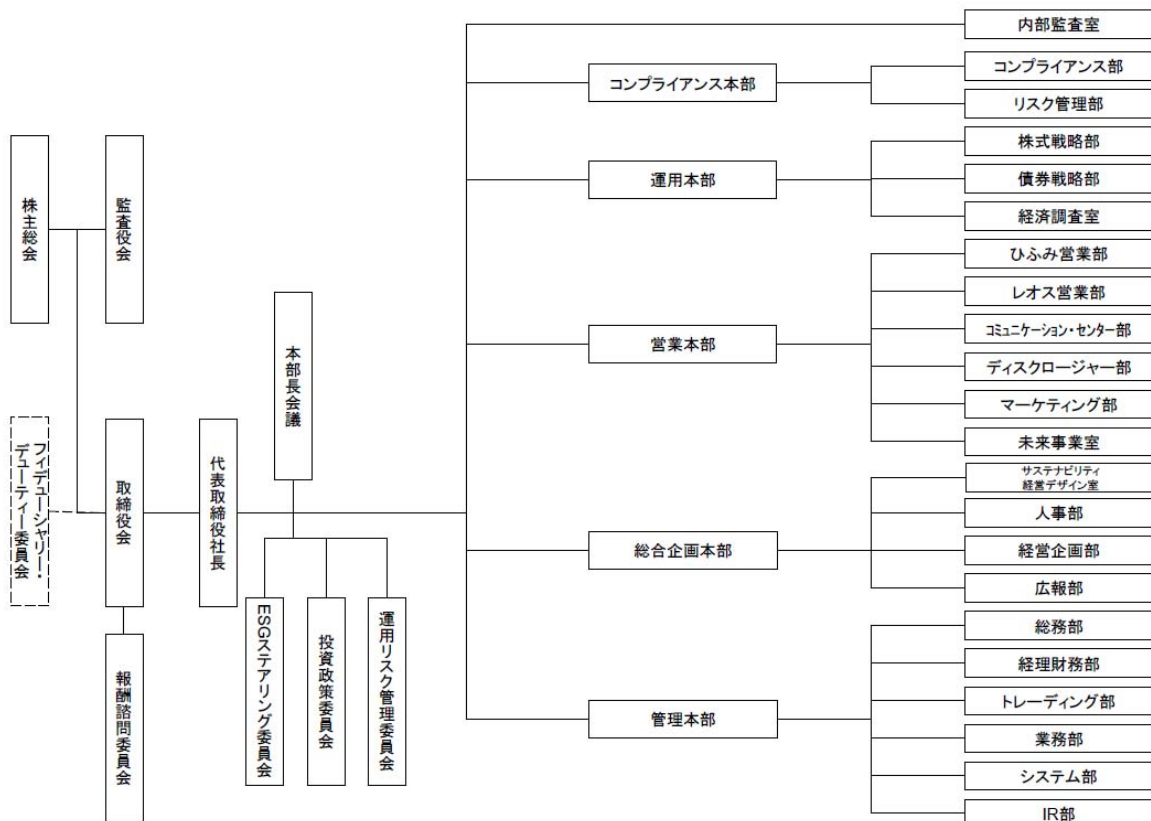 株主総会
監査役会
フィデューシャリー・
デューティー委員会
取締役会
報酬諮問委員会
代表取締役社長
本部長会議
ESGステアリング委員会
投資政策委員会
運用リスク管理委員会
内部監査室
コンプライアンス本部
コンプライアンス部
リスク管理部
運用本部
株式戦略部
債券戦略部
経済調査室
営業本部
ひふみ営業部
レオス営業部
コミュニケーション・センター部
ディスクロージャー部
マーケティング部
未来事業室
総合企画本部
サステナビリティ
経営デザイン室
人事部
経営企画部
広報部
管理本部
総務部
経理財務部
トレーディング部
業務部
システム部
IR部